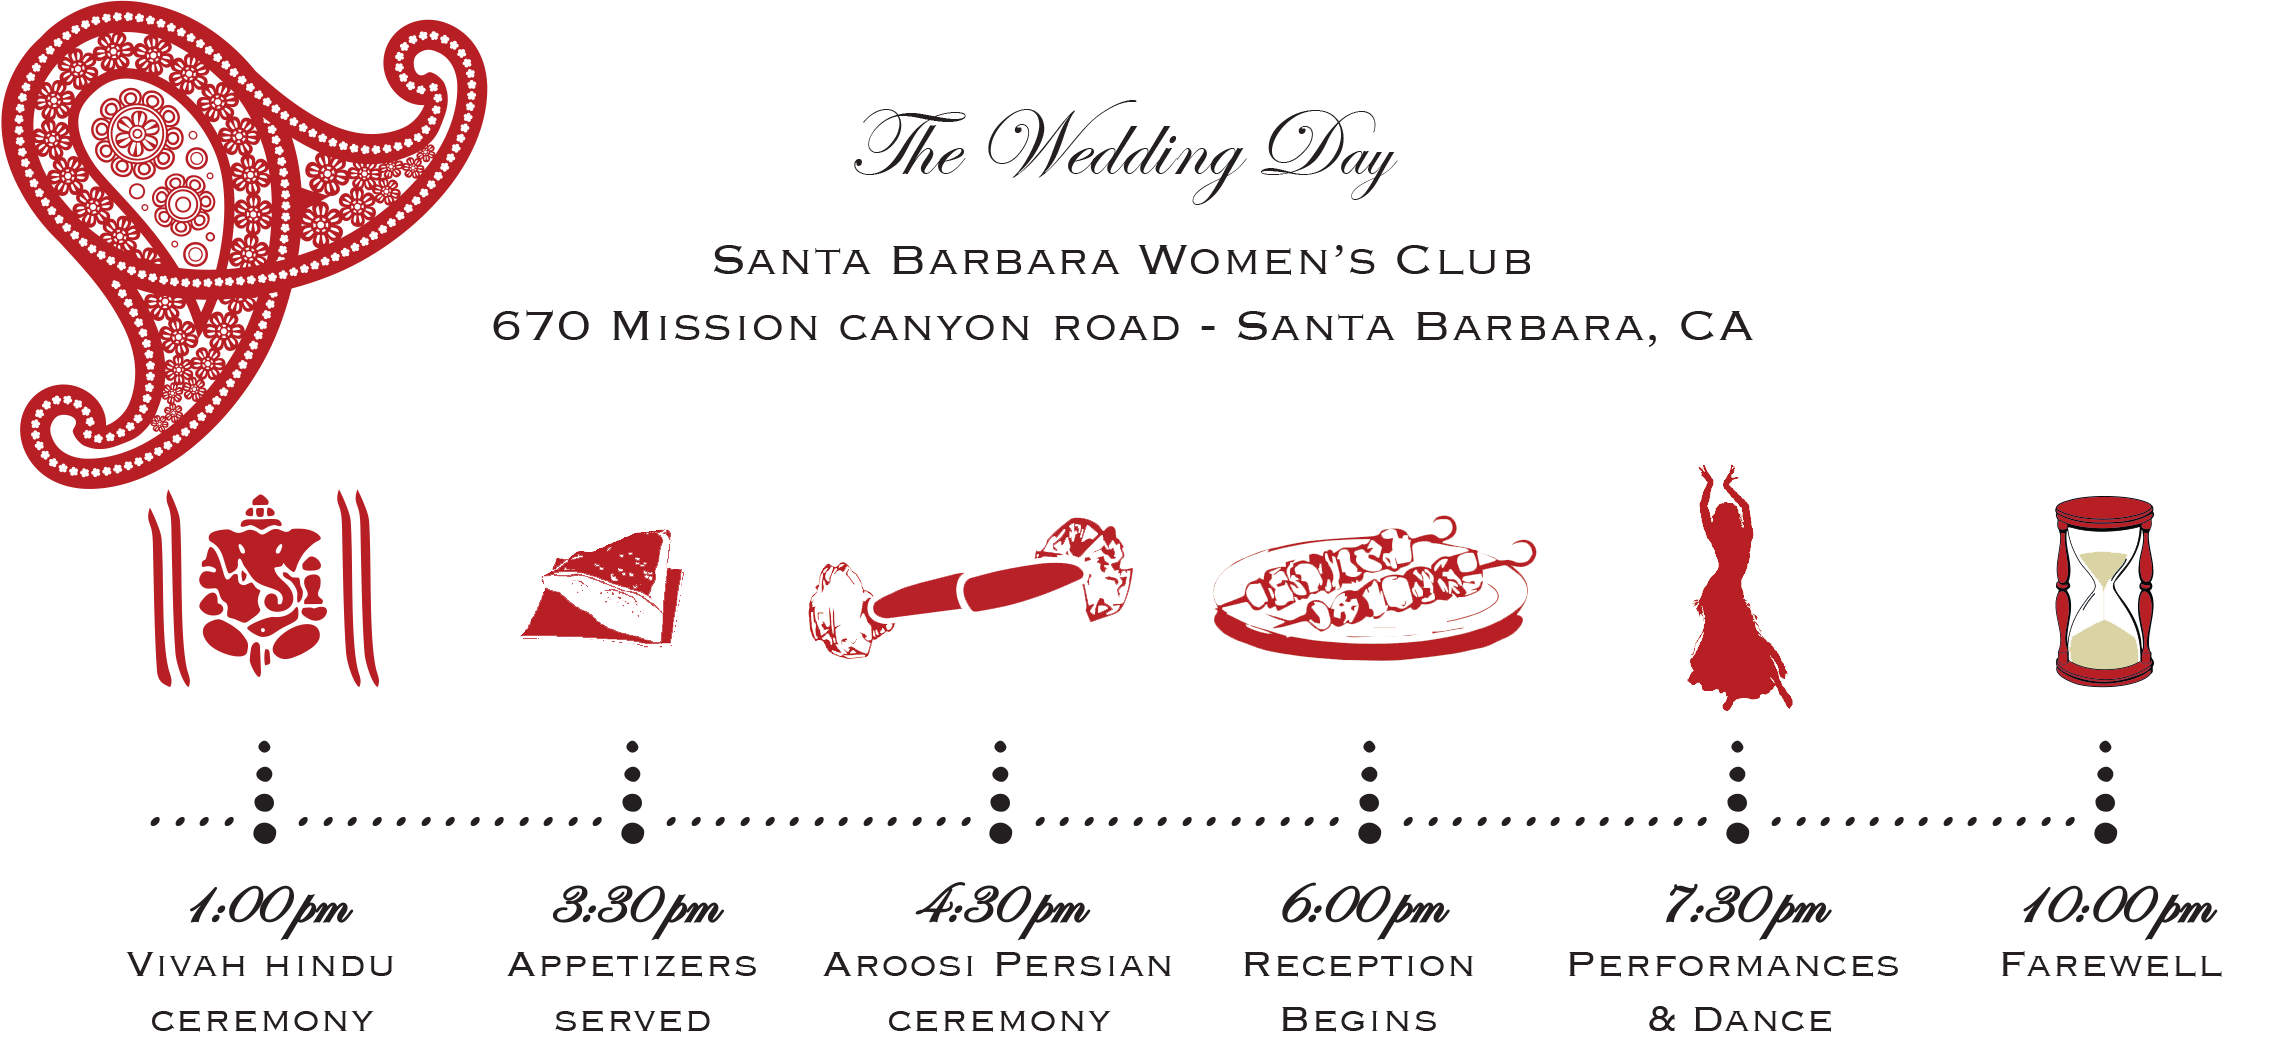 The Wedding Day
Santa Barbara Women's Club
670 Mission canyon road - Santa Barbara, CA
1:00pm
Vivah hindu
ceremony
3:30pm
Appetizers
served
4:30pm
Aroosi Persian
ceremony
6:00pm
Reception
Begins
7:30pm
Performances
& Dance
10:00pm
Farewell